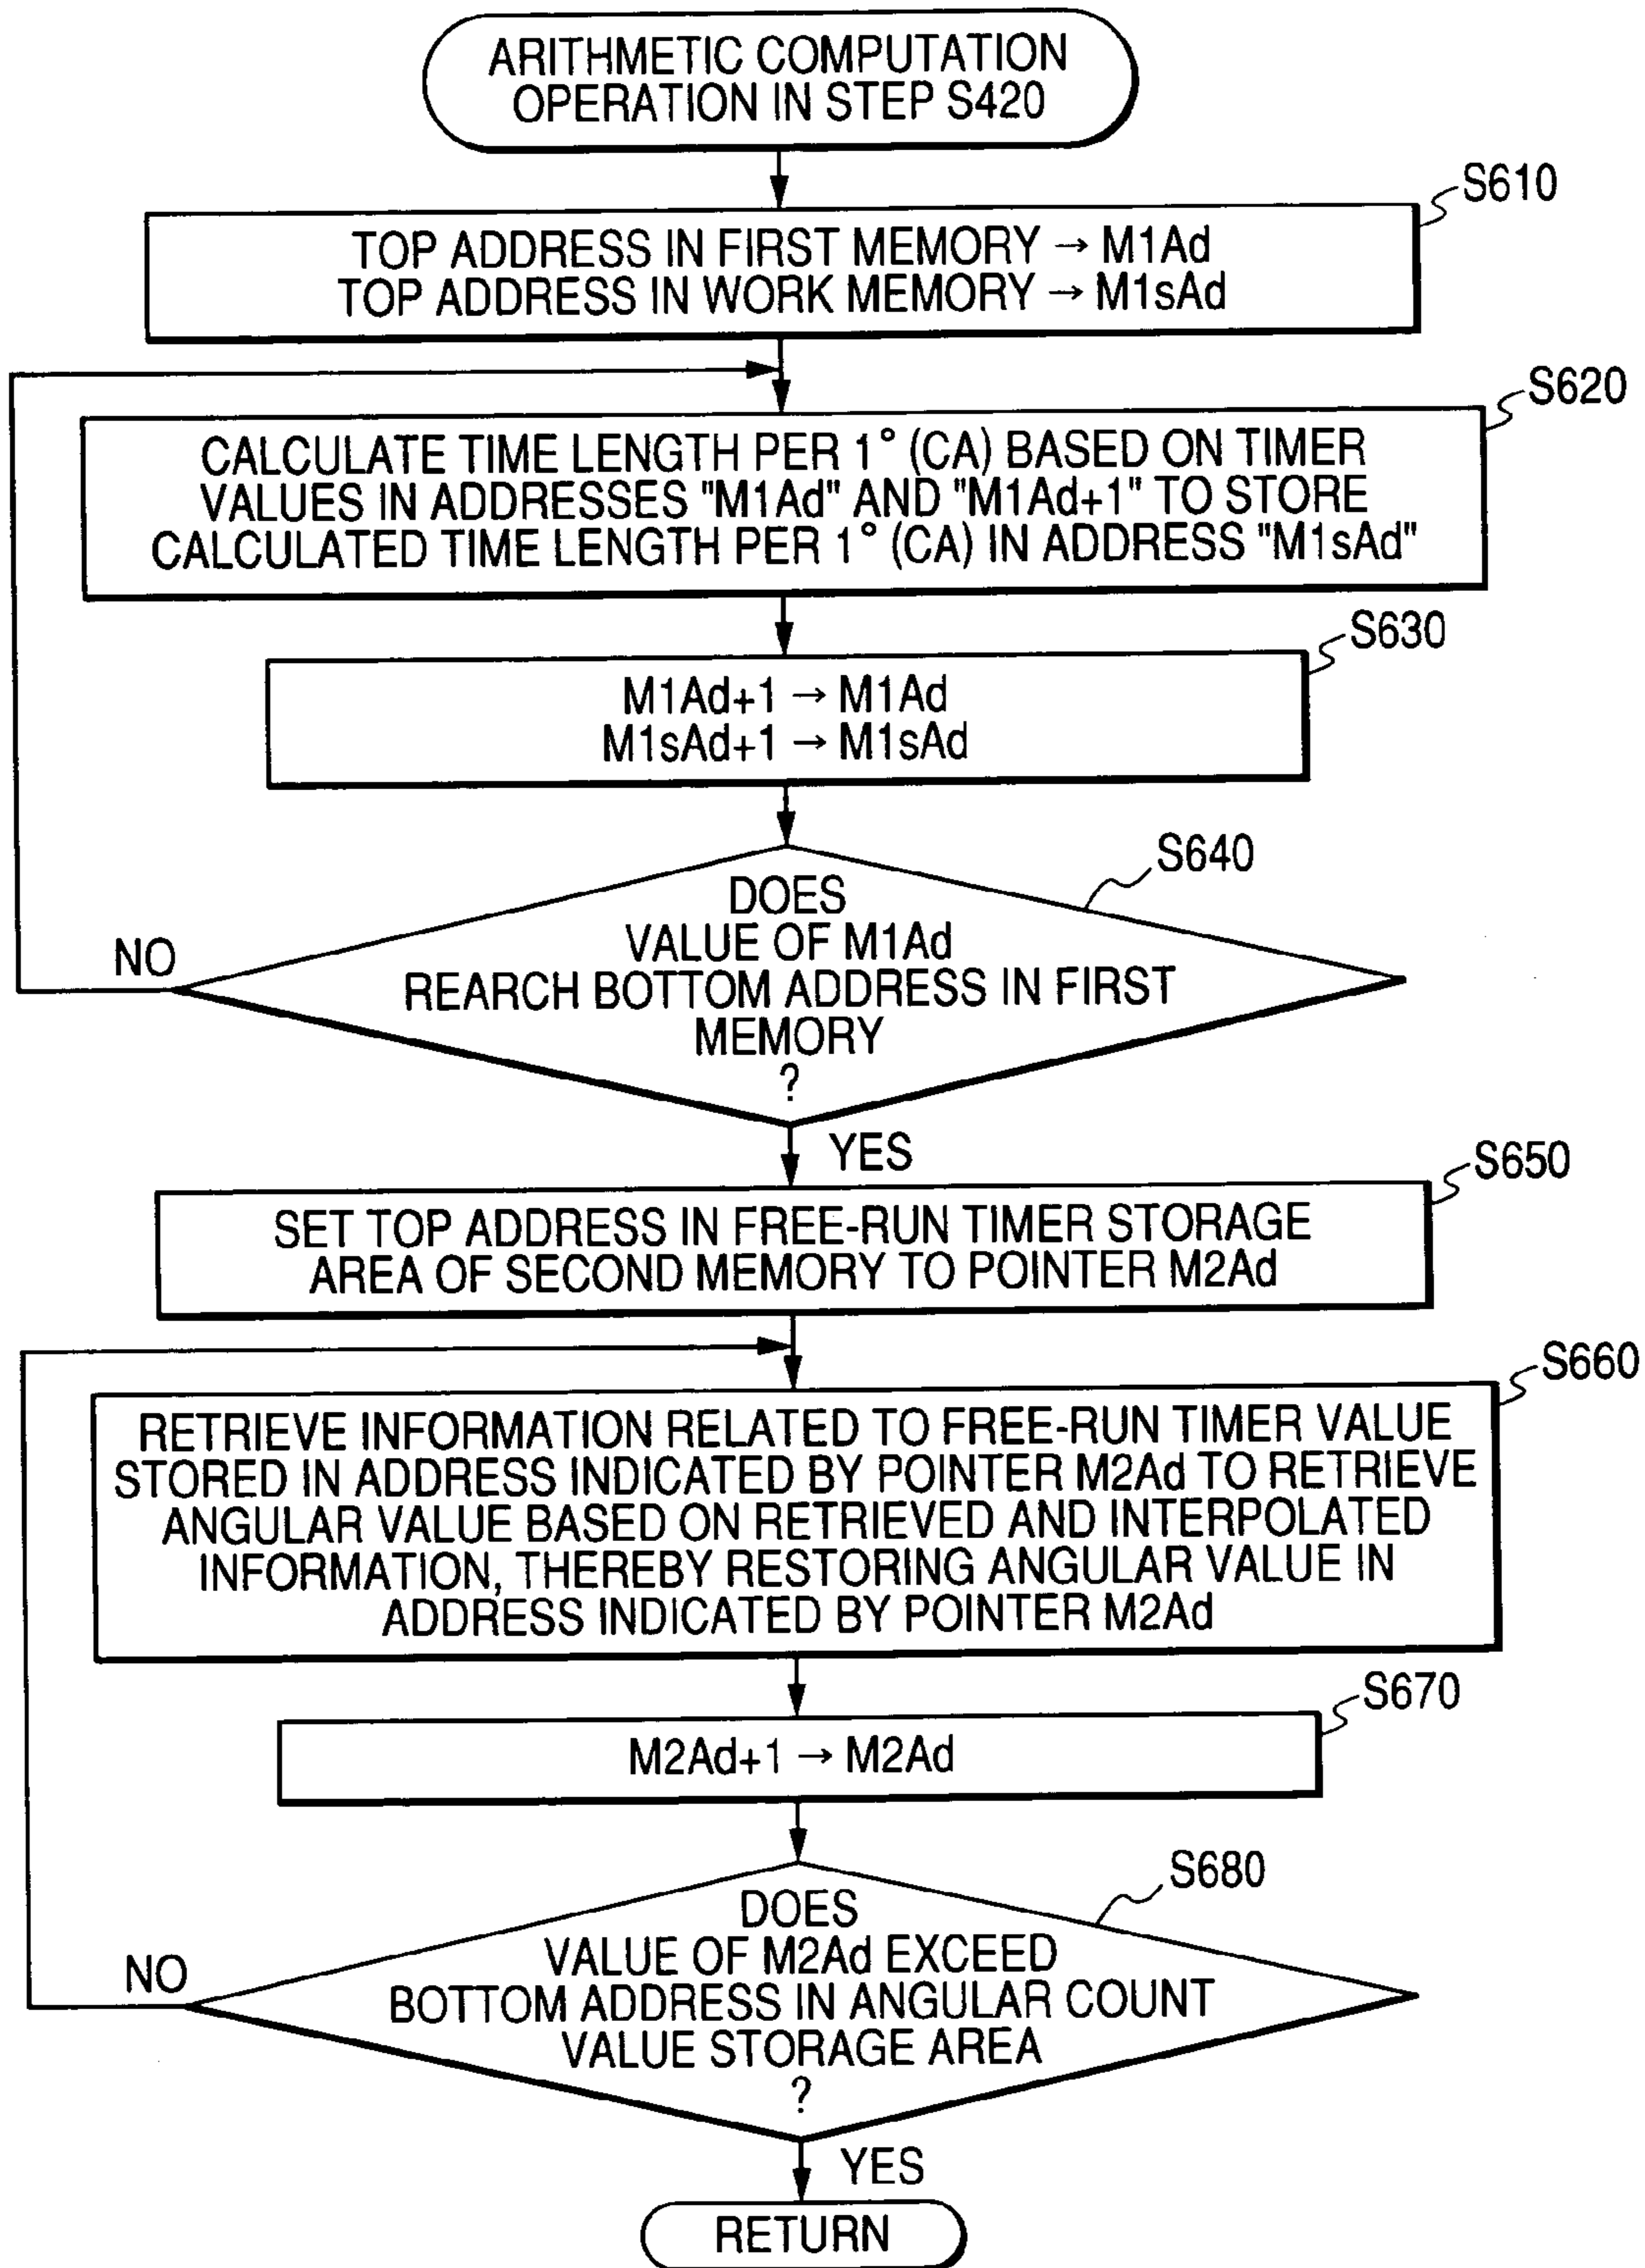 ARITHMETIC COMPUTATION
OPERATION IN STEP S420
S610
TOP ADDRESS IN FIRST MEMORY → M1Ad
TOP ADDRESS IN WORK MEMORY → M1sAd
S620
CALCULATE TIME LENGTH PER 1° (CA) BASED ON TIMER
VALUES IN ADDRESSES "M1Ad" AND "M1Ad+1" TO STORE
CALCULATED TIME LENGTH PER 1° (CA) IN ADDRESS "M1sAd"
S630
M1Ad+1 → M1Ad
M1sAd+1 → M1sAd
S640
DOES
VALUE OF M1Ad
REARCH BOTTOM ADDRESS IN FIRST
MEMORY
?
NO
YES
S650
SET TOP ADDRESS IN FREE-RUN TIMER STORAGE
AREA OF SECOND MEMORY TO POINTER M2Ad
S660
RETRIEVE INFORMATION RELATED TO FREE-RUN TIMER VALUE
STORED IN ADDRESS INDICATED BY POINTER M2Ad TO RETRIEVE
ANGULAR VALUE BASED ON RETRIEVED AND INTERPOLATED
INFORMATION, THEREBY RESTORING ANGULAR VALUE IN
ADDRESS INDICATED BY POINTER M2Ad
S670
M2Ad+1 → M2Ad
S680
DOES
VALUE OF M2Ad EXCEED
BOTTOM ADDRESS IN ANGULAR COUNT
VALUE STORAGE AREA
?
NO
YES
RETURN